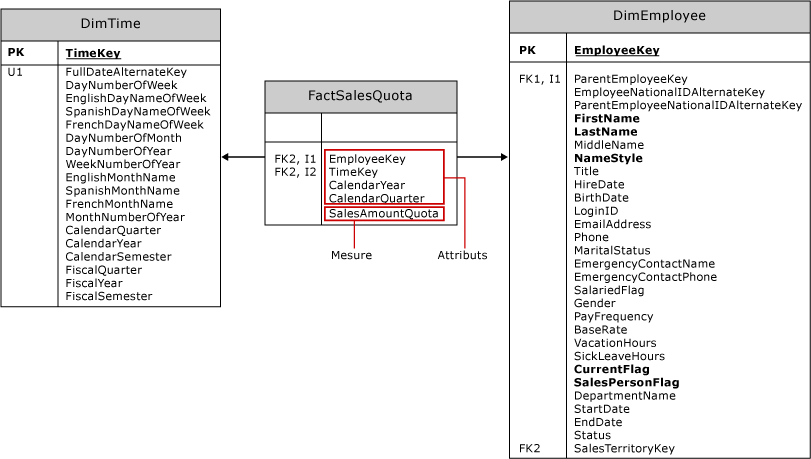 DimTime
PK TimeKey
U1 FullDateAlternateKey
DayNumberOfWeek
EnglishDayNameOfWeek
SpanishDayNameOfWeek
FrenchDayNameOfWeek
DayNumberOfMonth
DayNumberOfYear
WeekNumberOfYear
EnglishMonthName
SpanishMonthName
FrenchMonthName
MonthNumberOfYear
CalendarQuarter
CalendarYear
CalendarSemester
FiscalQuarter
FiscalYear
FiscalSemester
FactSalesQuota
FK2, I1 EmployeeKey
FK2, I2 TimeKey
CalendarYear
CalendarQuarter
SalesAmountQuota
Mesure
Attributs
DimEmployee
PK EmployeeKey
FK1, I1 ParentEmployeeKey
EmployeeNationalIDAlternateKey
ParentEmployeeNationalIDAlternateKey
FirstName
LastName
MiddleName
NameStyle
Title
HireDate
BirthDate
LoginID
EmailAddress
Phone
MaritalStatus
EmergencyContactName
EmergencyContactPhone
SalariedFlag
Gender
PayFrequency
BaseRate
VacationHours
SickLeaveHours
CurrentFlag
SalesPersonFlag
DepartmentName
StartDate
EndDate
Status
FK2 SalesTerritoryKey